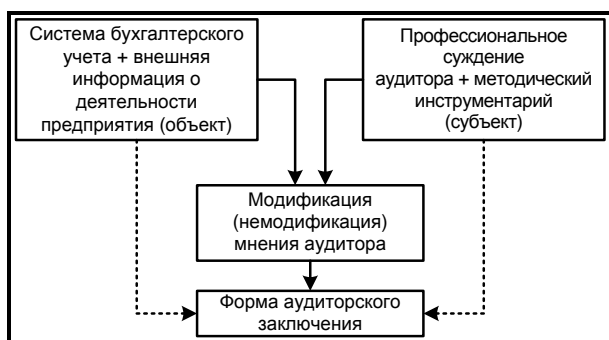 Система бухгалтерского
учета + внешняя
информация о
деятельности
предприятия (объект)
Профессиональное
суждение
аудитора + методический
инструментарий
(субъект)
Модификация
(немодификация)
мнения аудитора
Форма аудиторского
заключения